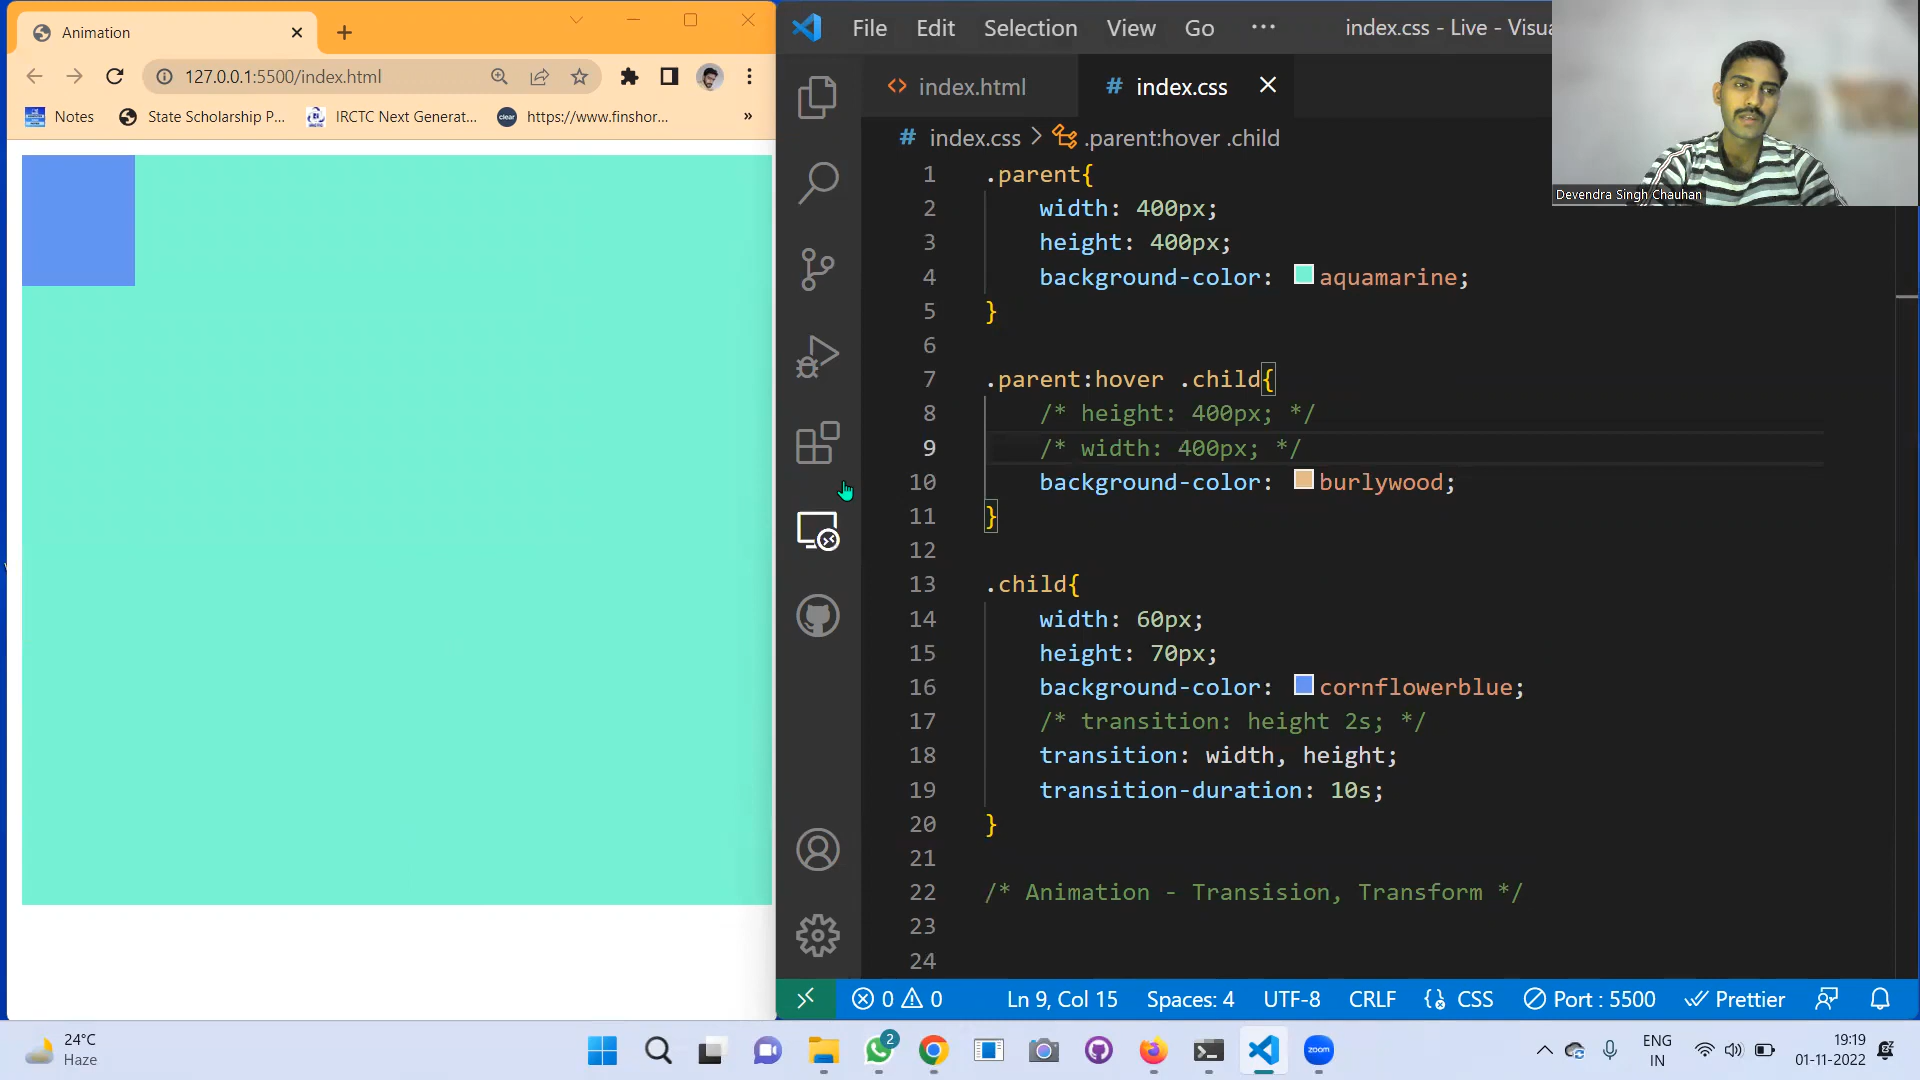 Animation
127.0.0.1:5500/index.html
Notes
State Scholarship P...
IRCTC Next Generat...
clear
https://www.finshor...
»
File Edit Selection View Go ...
index.css - Live - Visua
Devendra Singh Chauhan
<> index.html
# index.css
# index.css > .parent:hover .child
1 .parent{
2 width: 400px;
3 height: 400px;
4 background-color: aquamarine;
5 }
6
7 .parent:hover .child{
8 /* height: 400px; */
9 /* width: 400px; */
10 background-color: burlywood;
11 }
12
13 .child{
14 width: 60px;
15 height: 70px;
16 background-color: cornflowerblue;
17 /* transition: height 2s; */
18 transition: width, height;
19 transition-duration: 10s;
20 }
21
22 /* Animation - Transision, Transform */
23
24
0 0 Ln 9, Col 15 Spaces: 4 UTF-8 CRLF CSS Port : 5500 Prettier
24°C
Haze
2
zoom
ENG
IN
19:19
01-11-2022